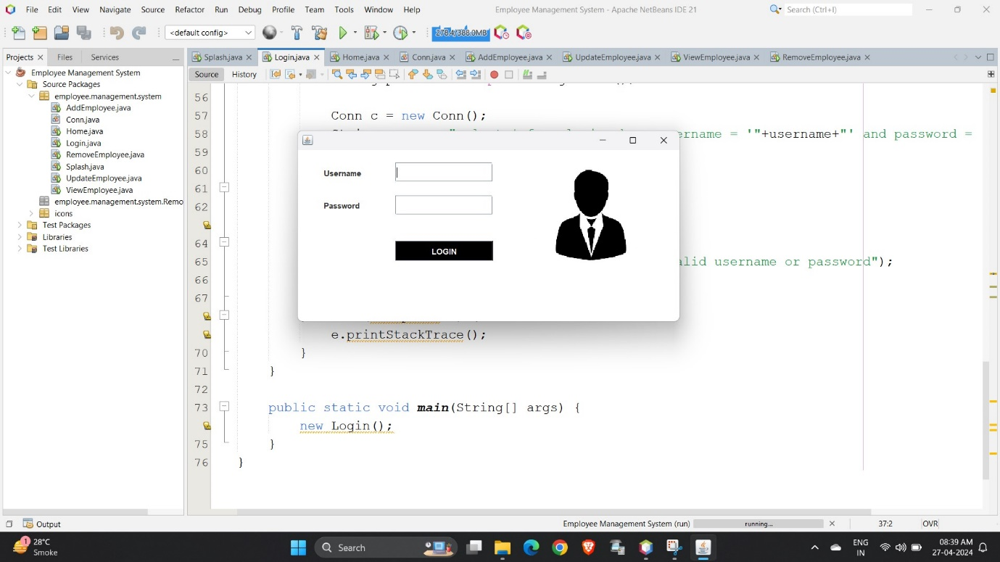 File Edit View Navigate Source Refactor Run Debug Profile Team Tools Window Help Employee Management System - Apache NetBeans IDE 21 Search (Ctrl+I)
<default config> 278.4/388.0MB
Projects Files Services
Splash.java Login.java Home.java Conn.java AddEmployee.java UpdateEmployee.java ViewEmployee.java RemoveEmployee.java
Employee Management System
Source Packages
employee.management.system
AddEmployee.java
Conn.java
Home.java
Login.java
RemoveEmployee.java
Splash.java
UpdateEmployee.java
ViewEmployee.java
employee.management.system.Remo
icons
Test Packages
Libraries
Test Libraries
Source History
56
57 Conn c = new Conn();
58 ername = '"+username+"' and password =
59
60
61
62
64
65 alid username or password");
66
67
e.printStackTrace();
70 }
71 }
72
73 public static void main(String[] args) {
new Login();
75 }
76 }
Username
Password
LOGIN
Output
Employee Management System (run) running... 37:2 OVR
1
28°C
Smoke
Search
ENG
IN
08:39 AM
27-04-2024